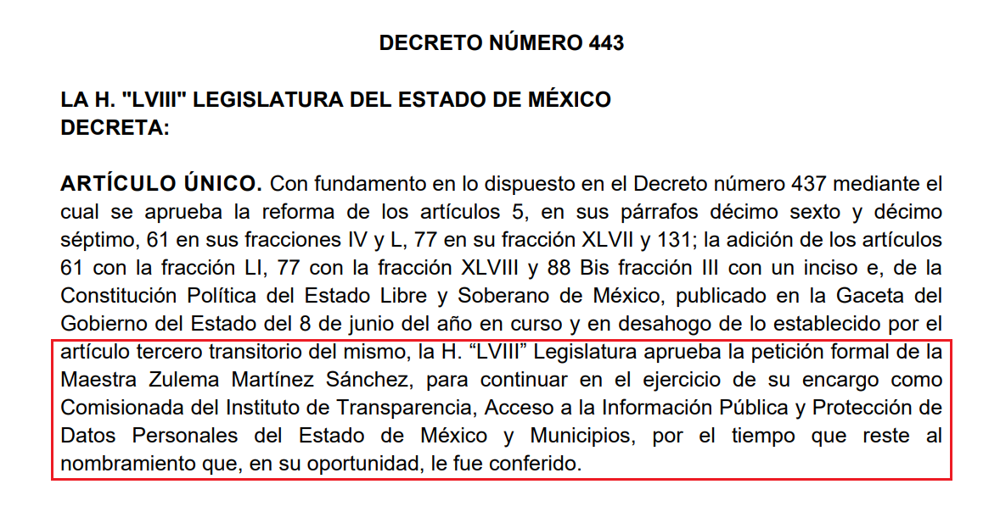 DECRETO NÚMERO 443
LA H. "LVIII" LEGISLATURA DEL ESTADO DE MÉXICO
DECRETA:
ARTÍCULO ÚNICO. Con fundamento en lo dispuesto en el Decreto número 437 mediante el
cual se aprueba la reforma de los artículos 5, en sus párrafos décimo sexto y décimo
séptimo, 61 en sus fracciones IV y L, 77 en su fracción XLVII y 131; la adición de los artículos
61 con la fracción LI, 77 con la fracción XLVIII y 88 Bis fracción III con un inciso e, de la
Constitución Política del Estado Libre y Soberano de México, publicado en la Gaceta del
Gobierno del Estado del 8 de junio del año en curso y en desahogo de lo establecido por el
artículo tercero transitorio del mismo, la H. “LVIII” Legislatura aprueba la petición formal de la
Maestra Zulema Martínez Sánchez, para continuar en el ejercicio de su encargo como
Comisionada del Instituto de Transparencia, Acceso a la Información Pública y Protección de
Datos Personales del Estado de México y Municipios, por el tiempo que reste al
nombramiento que, en su oportunidad, le fue conferido.